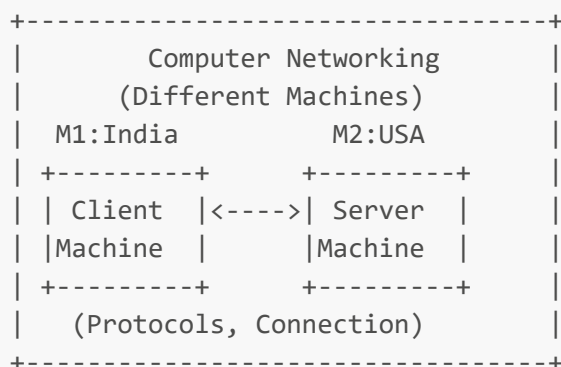 +----------------------------------+
|        Computer Networking       |
|      (Different Machines)        |
|  M1:India          M2:USA        |
| +---------+      +---------+     |
| | Client  |<---->| Server  |     |
| |Machine  |      |Machine  |     |
| +---------+      +---------+     |
|   (Protocols, Connection)        |
+----------------------------------+